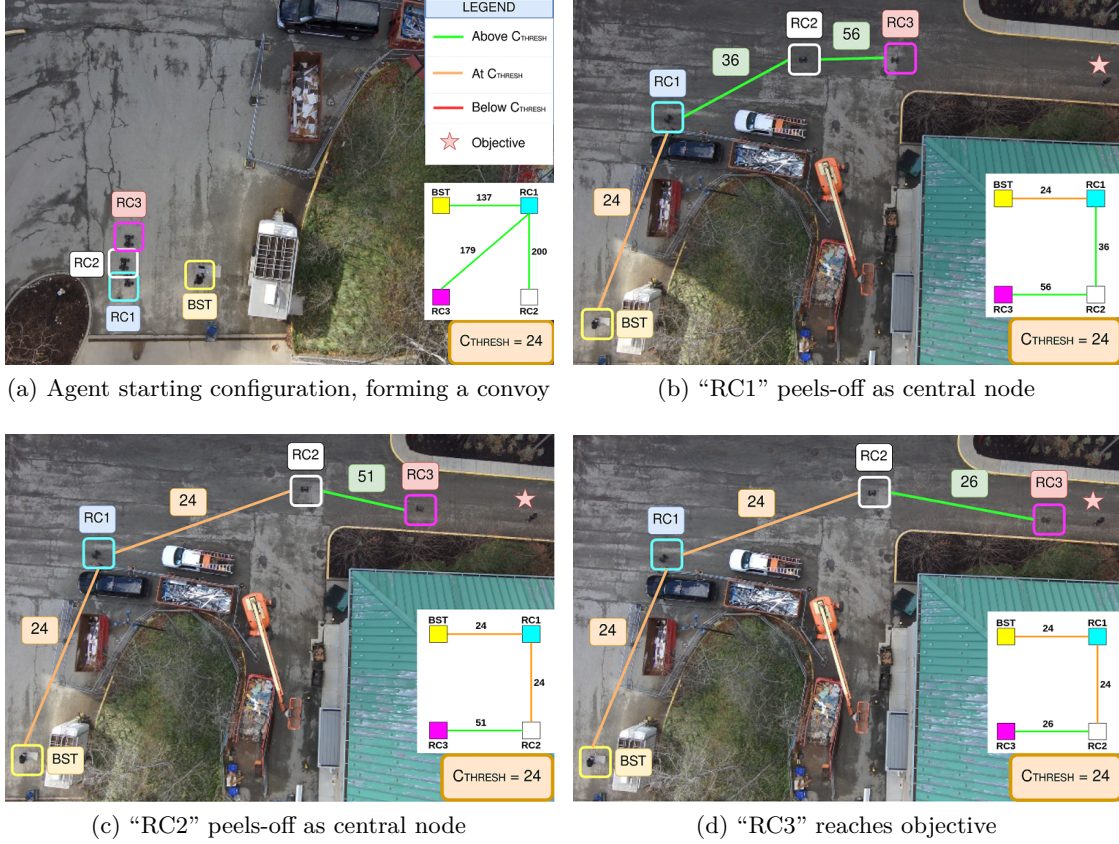 LEGEND
Above CTHRESH
At CTHRESH
Below CTHRESH
Objective
BST
137
RC1
179
200
RC3
RC2
CTHRESH = 24
RC3
RC2
RC1
BST
(a) Agent starting configuration, forming a convoy
RC2
RC3
56
36
RC1
24
BST
BST
24
RC1
36
56
RC3
RC2
CTHRESH = 24
(b) “RC1” peels-off as central node
RC2
51
RC3
24
RC1
24
BST
BST
24
RC1
24
51
RC3
RC2
CTHRESH = 24
(c) “RC2” peels-off as central node
RC2
26
RC3
24
RC1
24
BST
BST
24
RC1
24
26
RC3
RC2
CTHRESH = 24
(d) “RC3” reaches objective